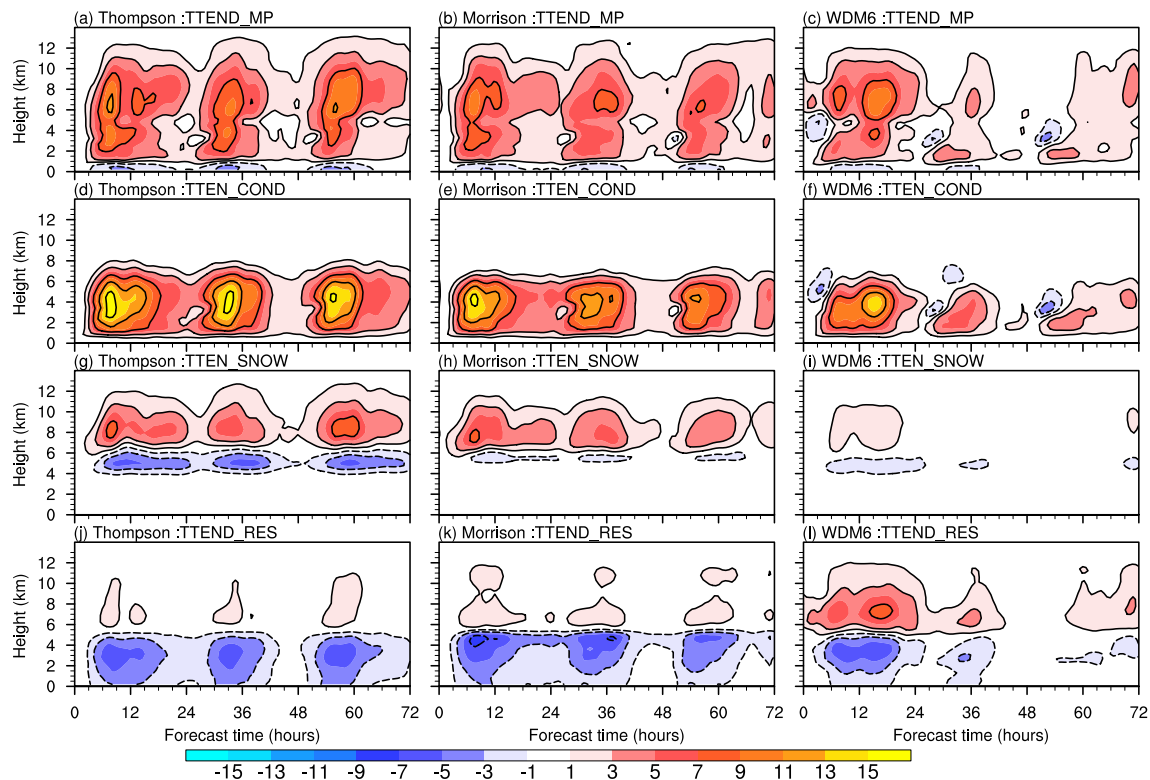 (a) Thompson :TTEND_MP (b) Morrison :TTEND_MP (c) WDM6 :TTEND_MP
Height (km)
12
10
8
6
4
2
0
(d) Thompson :TTEN_COND (e) Morrison :TTEN_COND (f) WDM6 :TTEN_COND
Height (km)
12
10
8
6
4
2
0
(g) Thompson :TTEN_SNOW (h) Morrison :TTEN_SNOW (i) WDM6 :TTEN_SNOW
Height (km)
12
10
8
6
4
2
0
(j) Thompson :TTEND_RES (k) Morrison :TTEND_RES (l) WDM6 :TTEND_RES
Height (km)
12
10
8
6
4
2
0
0 12 24 36 48 60 72 0 12 24 36 48 60 72 0 12 24 36 48 60 72
Forecast time (hours) Forecast time (hours) Forecast time (hours)
-15 -13 -11 -9 -7 -5 -3 -1 1 3 5 7 9 11 13 15